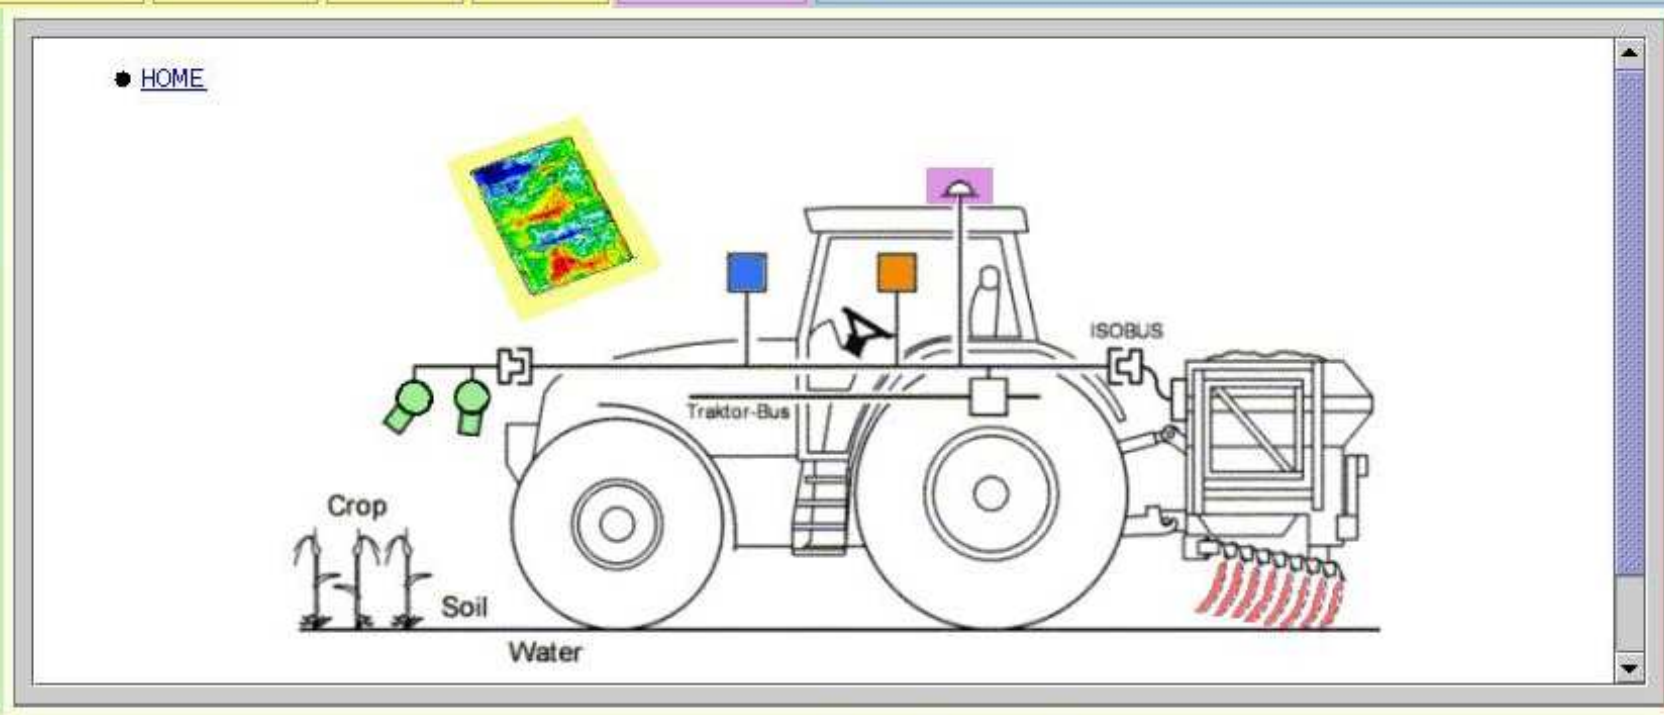 HOME
ISOBUS
Traktor-Bus
Crop
Soil
Water